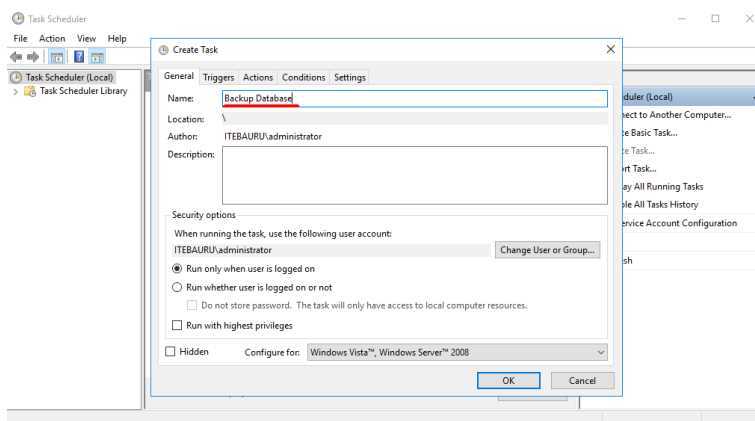 Task Scheduler
File Action View Help
Task Scheduler (Local)
Task Scheduler Library
Create Task
General Triggers Actions Conditions Settings
Name: Backup Database
Location: \
Author: ITEBAURU\administrator
Description:
Security options
When running the task, use the following user account:
ITEBAURU\administrator
Change User or Group...
Run only when user is logged on
Run whether user is logged on or not
Do not store password. The task will only have access to local computer resources.
Run with highest privileges
Hidden Configure for: Windows Vista™, Windows Server™ 2008
OK Cancel
eduler (Local)
nect to Another Computer...
te Basic Task...
te Task...
rt Task...
ay All Running Tasks
ble All Tasks History
ervice Account Configuration
sh